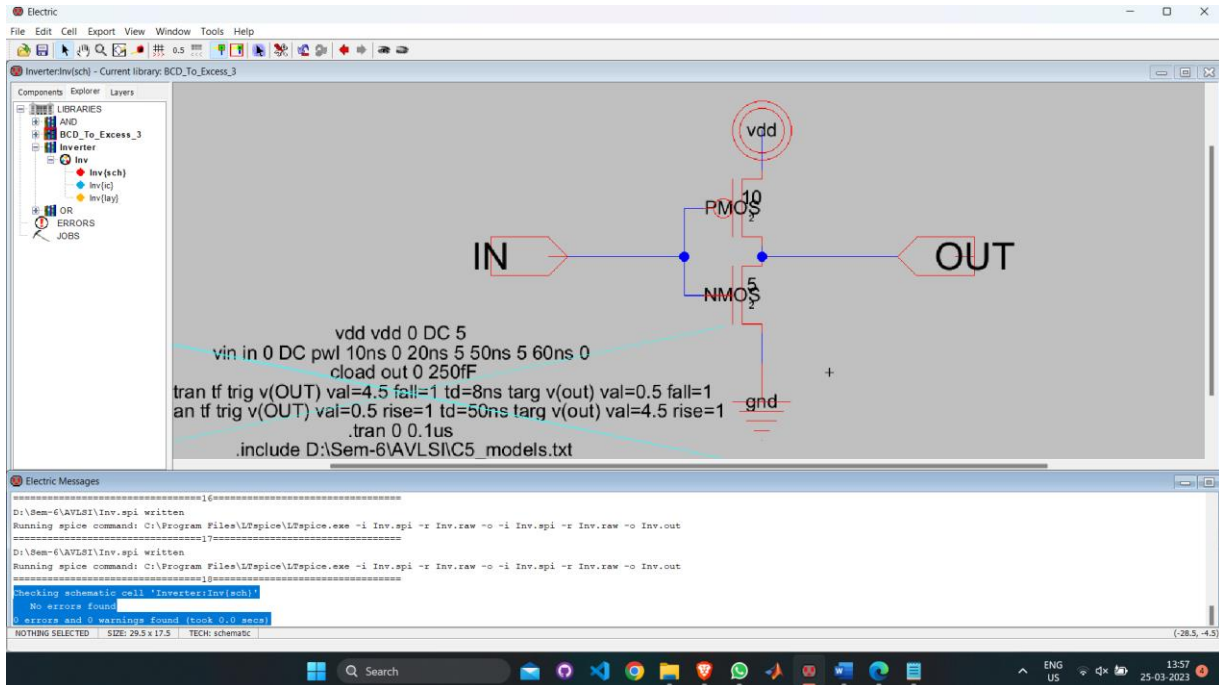 Electric
File Edit Cell Export View Window Tools Help
0.5
Inverter:Inv{sch} - Current library: BCD_To_Excess_3
Components Explorer Layers
LIBRARIES
AND
BCD_To_Excess_3
Inverter
Inv
Inv{sch}
Inv{ic}
Inv{lay}
OR
ERRORS
JOBS
vdd
10
PMOS
2
IN
OUT
5
NMOS
2
gnd
vdd vdd 0 DC 5
vin in 0 DC pwl 10ns 0 20ns 5 50ns 5 60ns 0
cload out 0 250fF
tran tf trig v(OUT) val=4.5 fall=1 td=8ns targ v(out) val=0.5 fall=1
an tf trig v(OUT) val=0.5 rise=1 td=50ns targ v(out) val=4.5 rise=1
.tran 0 0.1us
.include D:\Sem-6\AVLSI\C5_models.txt
Electric Messages
=================================16=================================
D:\Sem-6\AVLSI\Inv.spi written
Running spice command: C:\Program Files\LTspice\LTspice.exe -i Inv.spi -r Inv.raw -o -i Inv.spi -r Inv.raw -o Inv.out
=================================17=================================
D:\Sem-6\AVLSI\Inv.spi written
Running spice command: C:\Program Files\LTspice\LTspice.exe -i Inv.spi -r Inv.raw -o -i Inv.spi -r Inv.raw -o Inv.out
=================================18=================================
Checking schematic cell 'Inverter:Inv{sch}'
No errors found
0 errors and 0 warnings found (took 0.0 secs)
NOTHING SELECTED SIZE: 29.5 x 17.5 TECH: schematic (-28.5, -4.5)
Search
ENG
US
13:57
25-03-2023
4